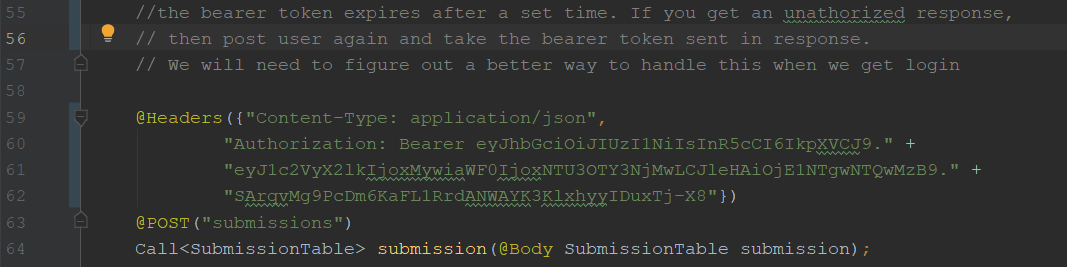 55 //the bearer token expires after a set time. If you get an unathorized response,
56 // then post user again and take the bearer token sent in response.
57 // We will need to figure out a better way to handle this when we get login
58
59 @Headers({"Content-Type: application/json",
60 "Authorization: Bearer eyJhbGciOiJIUzI1NiIsInR5cCI6IkpXVCJ9." +
61 "eyJ1c2VyX2lkIjoxMywiaWF0IjoxNTU3OTY3NjMwLCJleHAiOjE1NTgwNTQwMzB9." +
62 "SArgvMg9PcDm6KaFL1RrdANWAYK3KlxhyyIDuxTj-X8"})
63 @POST("submissions")
64 Call<SubmissionTable> submission(@Body SubmissionTable submission);